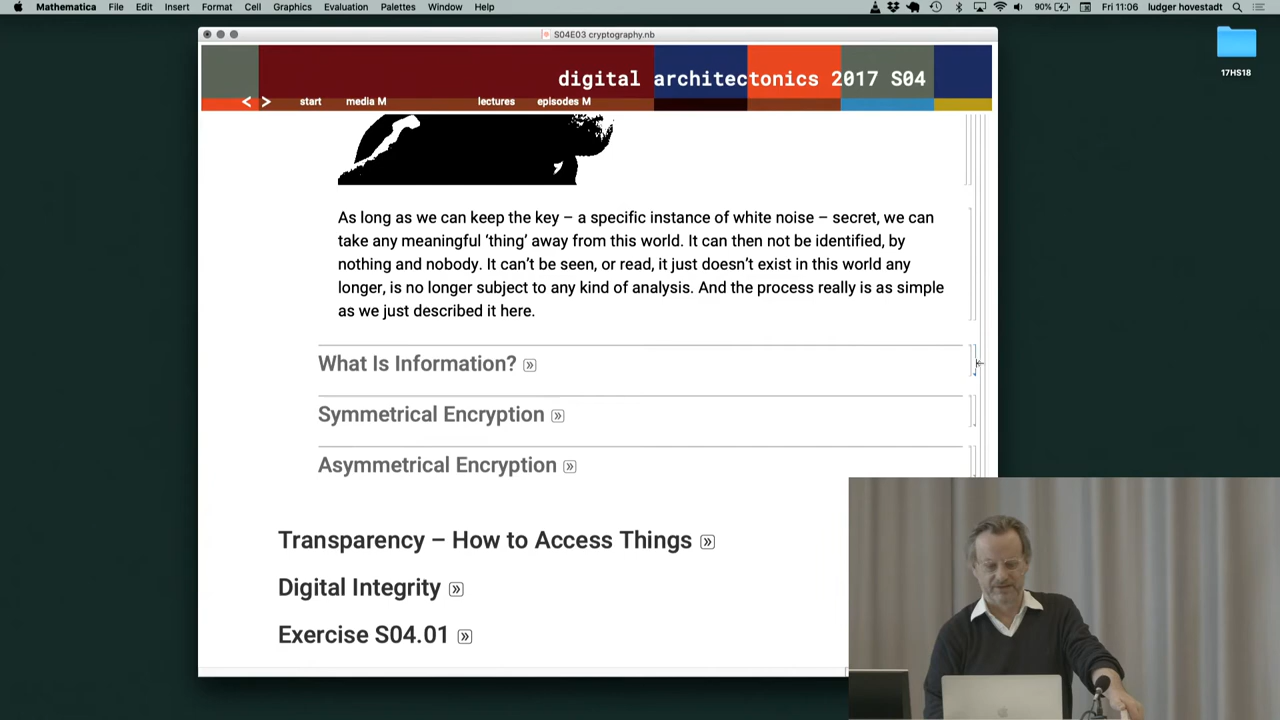 Mathematica File Edit Insert Format Cell Graphics Evaluation Palettes Window Help 90% Fri 11:06 ludger hovestadt
S04E03 cryptography.nb
17HS18
digital architectonics 2017 S04
< > start media M lectures episodes M
As long as we can keep the key – a specific instance of white noise – secret, we can
take any meaningful ‘thing’ away from this world. It can then not be identified, by
nothing and nobody. It can’t be seen, or read, it just doesn’t exist in this world any
longer, is no longer subject to any kind of analysis. And the process really is as simple
as we just described it here.
What Is Information? »
Symmetrical Encryption »
Asymmetrical Encryption »
Transparency – How to Access Things »
Digital Integrity »
Exercise S04.01 »